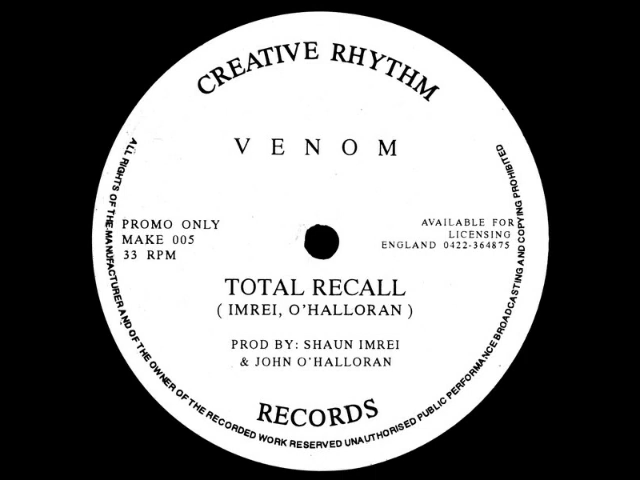 CREATIVE RHYTHM
VENOM
PROMO ONLY
MAKE 005
33 RPM
AVAILABLE FOR
LICENSING
ENGLAND 0422-364875
TOTAL RECALL
( IMREI, O'HALLORAN )
PROD BY: SHAUN IMREI
& JOHN O'HALLORAN
RECORDS
ALL RIGHTS OF THE MANUFACTURER AND OF THE OWNER OF THE RECORDED WORK RESERVED UNAUTHORISED PUBLIC PERFORMANCE BROADCASTING AND COPYING PROHIBITED